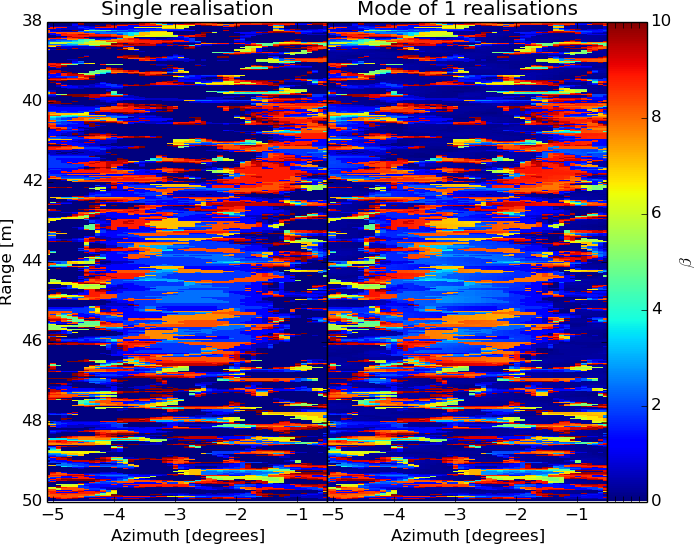 Single realisation
Mode of 1 realisations
38
40
42
44
46
48
50
Range [m]
−5 −4 −3 −2 −1
−5 −4 −3 −2 −1
Azimuth [degrees]
Azimuth [degrees]
10
8
6
4
2
0
β